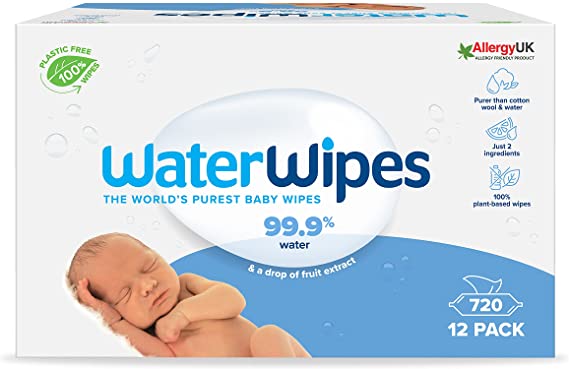 WaterWipes
PLASTIC FREE
100%
WIPES
AllergyUK
ALLERGY FRIENDLY PRODUCT
Purer than cotton
wool & water
Just 2
ingredients
100%
plant-based wipes
WaterWipes
THE WORLD'S PUREST BABY WIPES
99.9%
water
& a drop of fruit extract
720
12 PACK